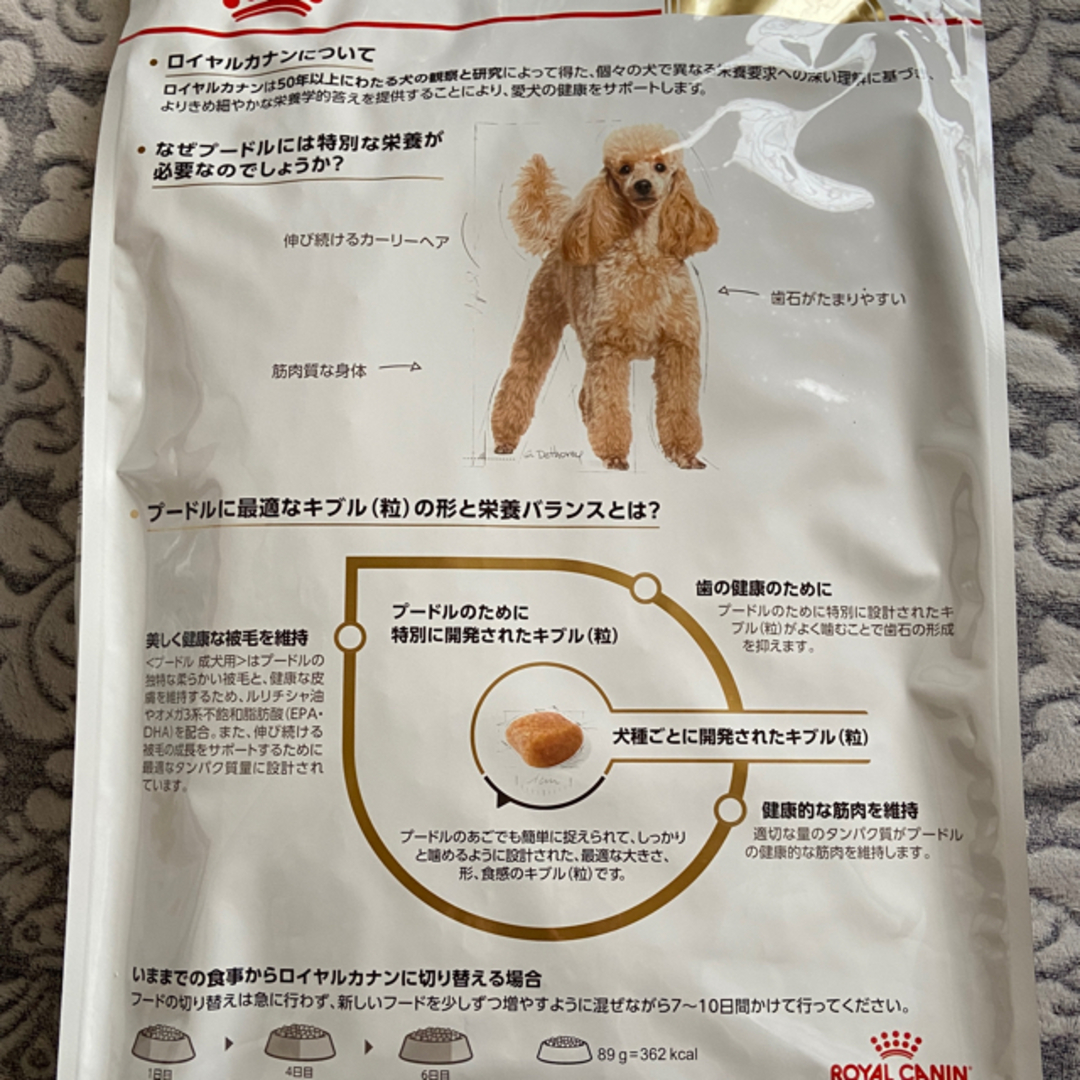 ロイヤルカナンについて
ロイヤルカナンは50年以上にわたる犬の観察と研究によって得た、個々の犬で異なる栄養要求への深い理解に基づき、
よりきめ細やかな栄養学的答えを提供することにより、愛犬の健康をサポートします。
なぜプードルには特別な栄養が
必要なのでしょうか?
伸び続けるカーリーヘア
歯石がたまりやすい
筋肉質な身体
プードルに最適なキブル(粒)の形と栄養バランスとは?
歯の健康のために
プードルのために特別に設計されたキ
ブル(粒)がよく噛むことで歯石の形成
を抑えます。
プードルのために
特別に開発されたキブル(粒)
美しく健康な被毛を維持
<プードル 成犬用>はプードルの
独特な柔らかい被毛と、健康な皮
膚を維持するため、ルリチシャ油
やオメガ3系不飽和脂肪酸(EPA・
DHA)を配合。また、伸び続ける
被毛の成長をサポートするために
最適なタンパク質量に設計され
ています。
犬種ごとに開発されたキブル(粒)
1cm
健康的な筋肉を維持
適切な量のタンパク質がプードル
の健康的な筋肉を維持します。
プードルのあごでも簡単に捉えられて、しっかり
と噛めるように設計された、最適な大きさ、
形、食感のキブル(粒)です。
いままでの食事からロイヤルカナンに切り替える場合
フードの切り替えは急に行わず、新しいフードを少しずつ増やすように混ぜながら7〜10日間かけて行ってください。
1日目
4日目
6日目
89 g=362 kcal
ROYAL CANIN